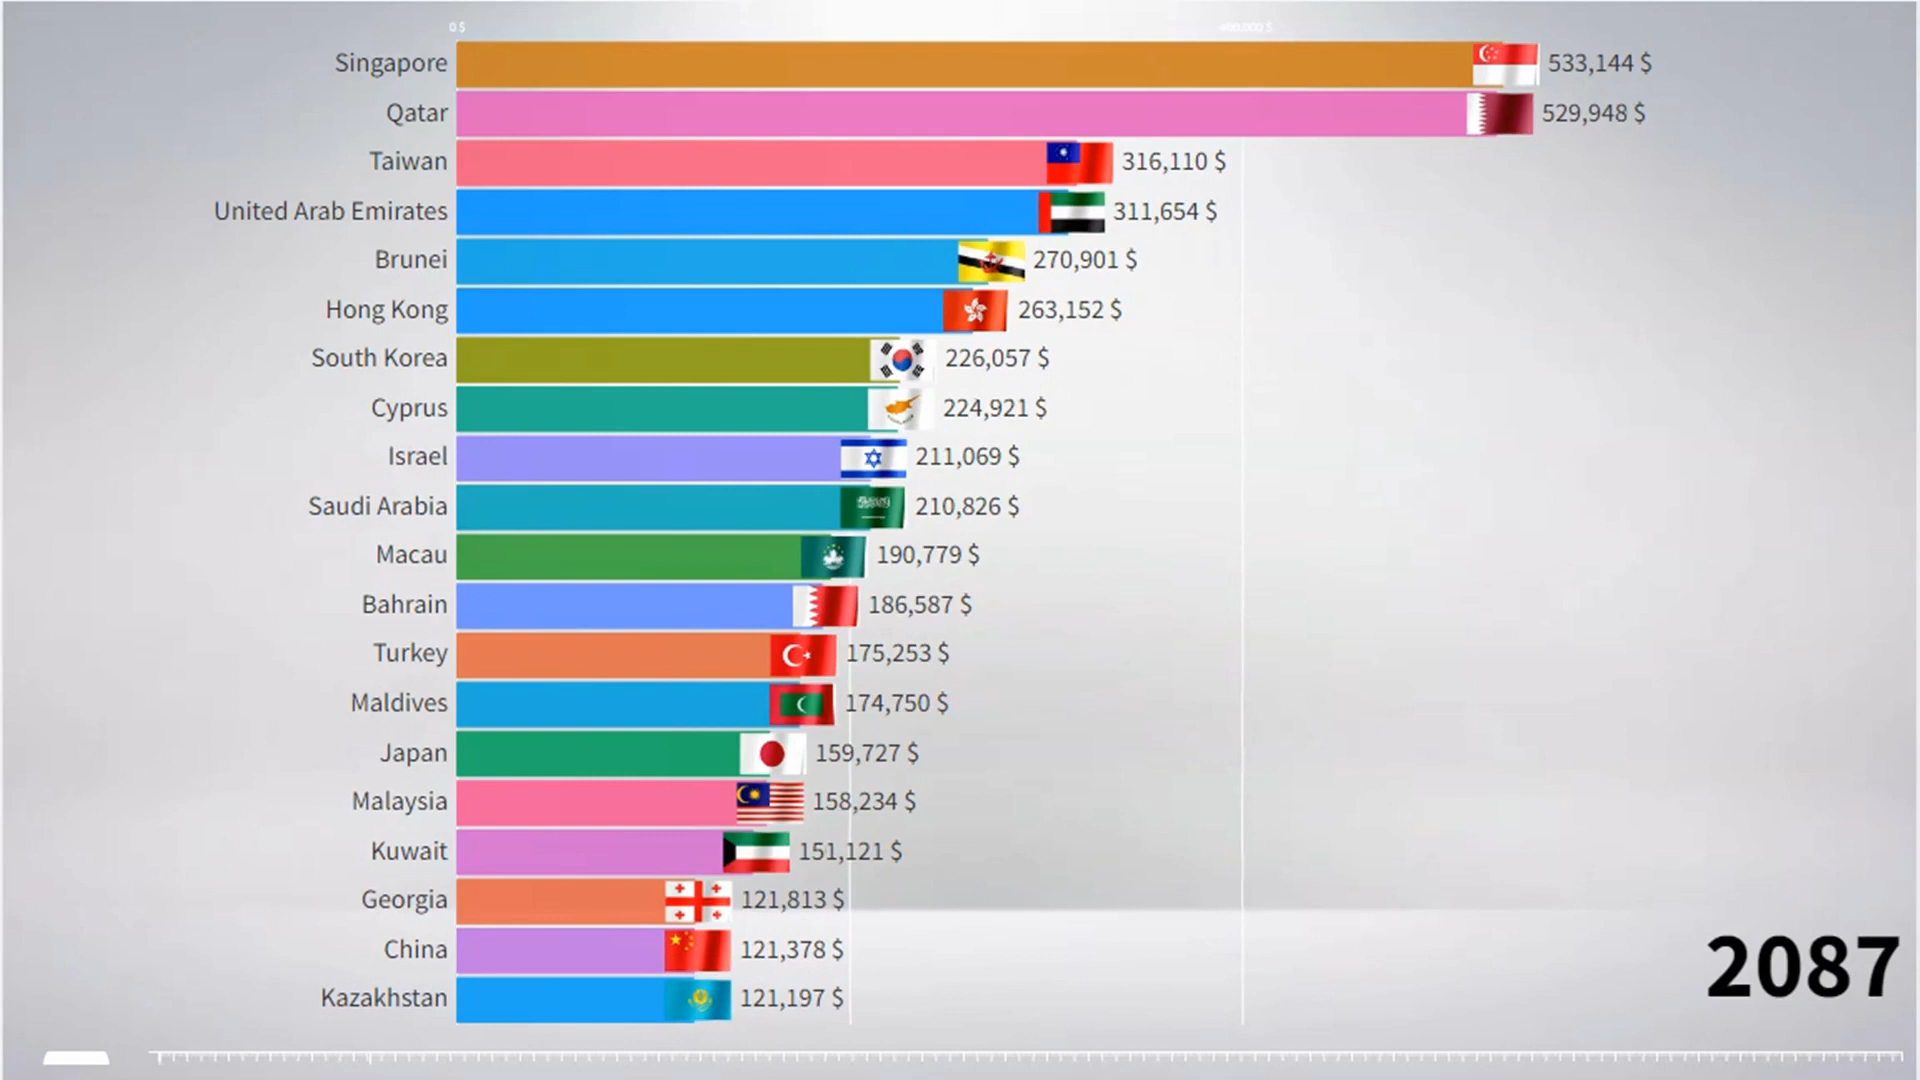 0 $
400,000 $
Singapore 533,144 $
Qatar 529,948 $
Taiwan 316,110 $
United Arab Emirates 311,654 $
Brunei 270,901 $
Hong Kong 263,152 $
South Korea 226,057 $
Cyprus 224,921 $
Israel 211,069 $
Saudi Arabia 210,826 $
Macau 190,779 $
Bahrain 186,587 $
Turkey 175,253 $
Maldives 174,750 $
Japan 159,727 $
Malaysia 158,234 $
Kuwait 151,121 $
Georgia 121,813 $
China 121,378 $
Kazakhstan 121,197 $
2087